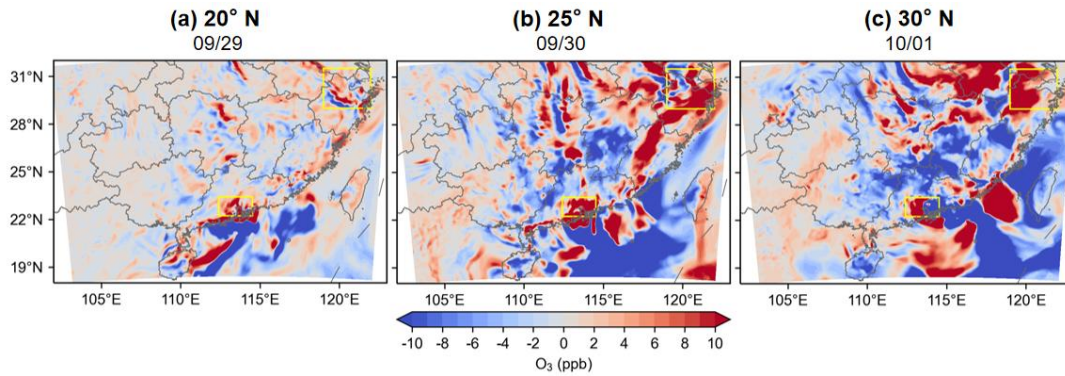 (a) 20° N
09/29
(b) 25° N
09/30
(c) 30° N
10/01
31°N
28°N
25°N
22°N
19°N
105°E 110°E 115°E 120°E
105°E 110°E 115°E 120°E
105°E 110°E 115°E 120°E
-10 -8 -6 -4 -2 0 2 4 6 8 10
O₃ (ppb)